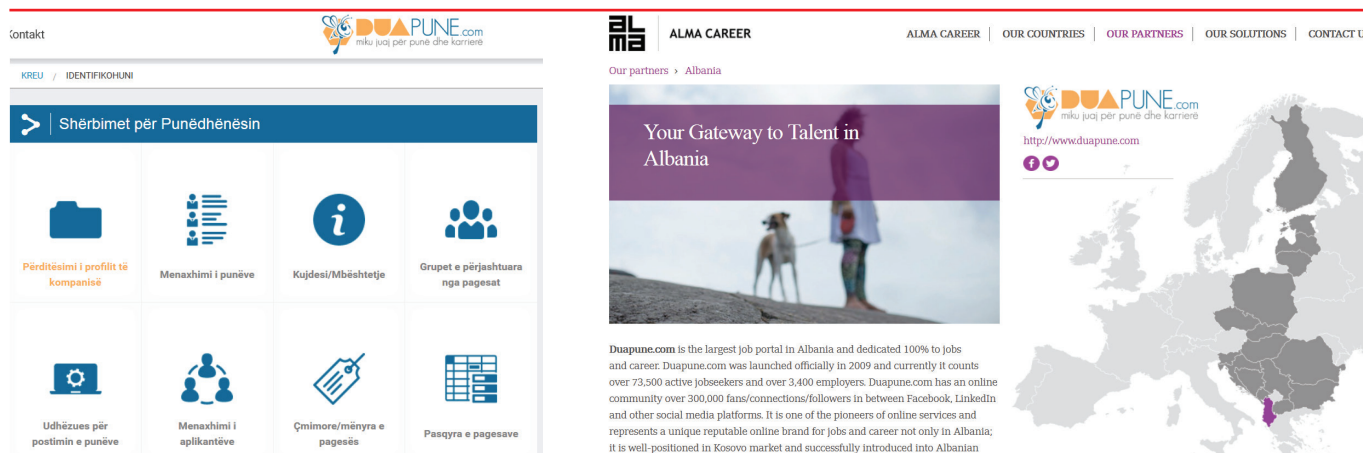 Kontakt
DUAPUNE.com
miku juaj për punë dhe karrierë
KREU / IDENTIFIKOHUNI
Shërbimet për Punëdhënësin
Përditësimi i profilit të
kompanisë
Menaxhimi i punëve
Kujdesi/Mbështetje
Grupet e përjashtuara
nga pagesat
Udhëzues për
postimin e punëve
Menaxhimi i
aplikantëve
Çmimore/mënyra e
pagesës
Pasqyra e pagesave
alma
ALMA CAREER
ALMA CAREER | OUR COUNTRIES | OUR PARTNERS | OUR SOLUTIONS | CONTACT U
Our partners › Albania
Your Gateway to Talent in
Albania
DUAPUNE.com
miku juaj për punë dhe karrierë
http://www.duapune.com
Duapune.com is the largest job portal in Albania and dedicated 100% to jobs
and career. Duapune.com was launched officially in 2009 and currently it counts
over 73,500 active jobseekers and over 3,400 employers. Duapune.com has an online
community over 300,000 fans/connections/followers in between Facebook, LinkedIn
and other social media platforms. It is one of the pioneers of online services and
represents a unique reputable online brand for jobs and career not only in Albania;
it is well-positioned in Kosovo market and successfully introduced into Albanian